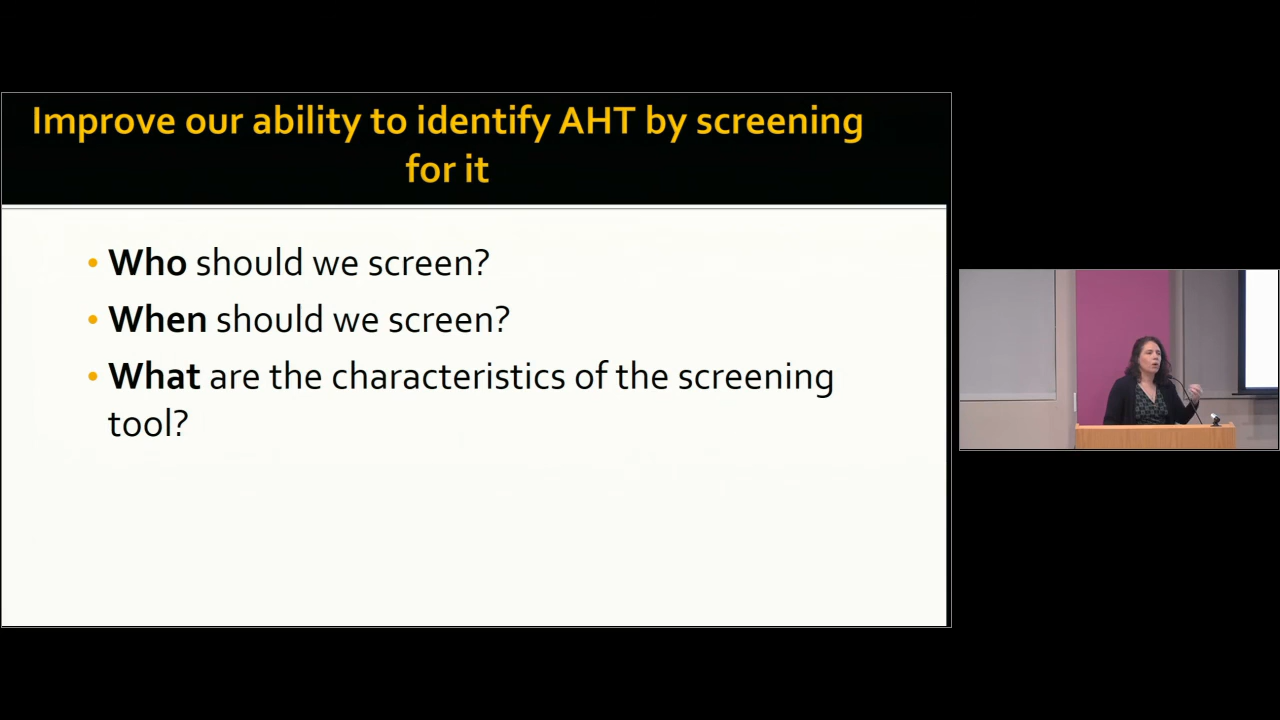 Improve our ability to identify AHT by screening
for it
• Who should we screen?
• When should we screen?
• What are the characteristics of the screening
tool?